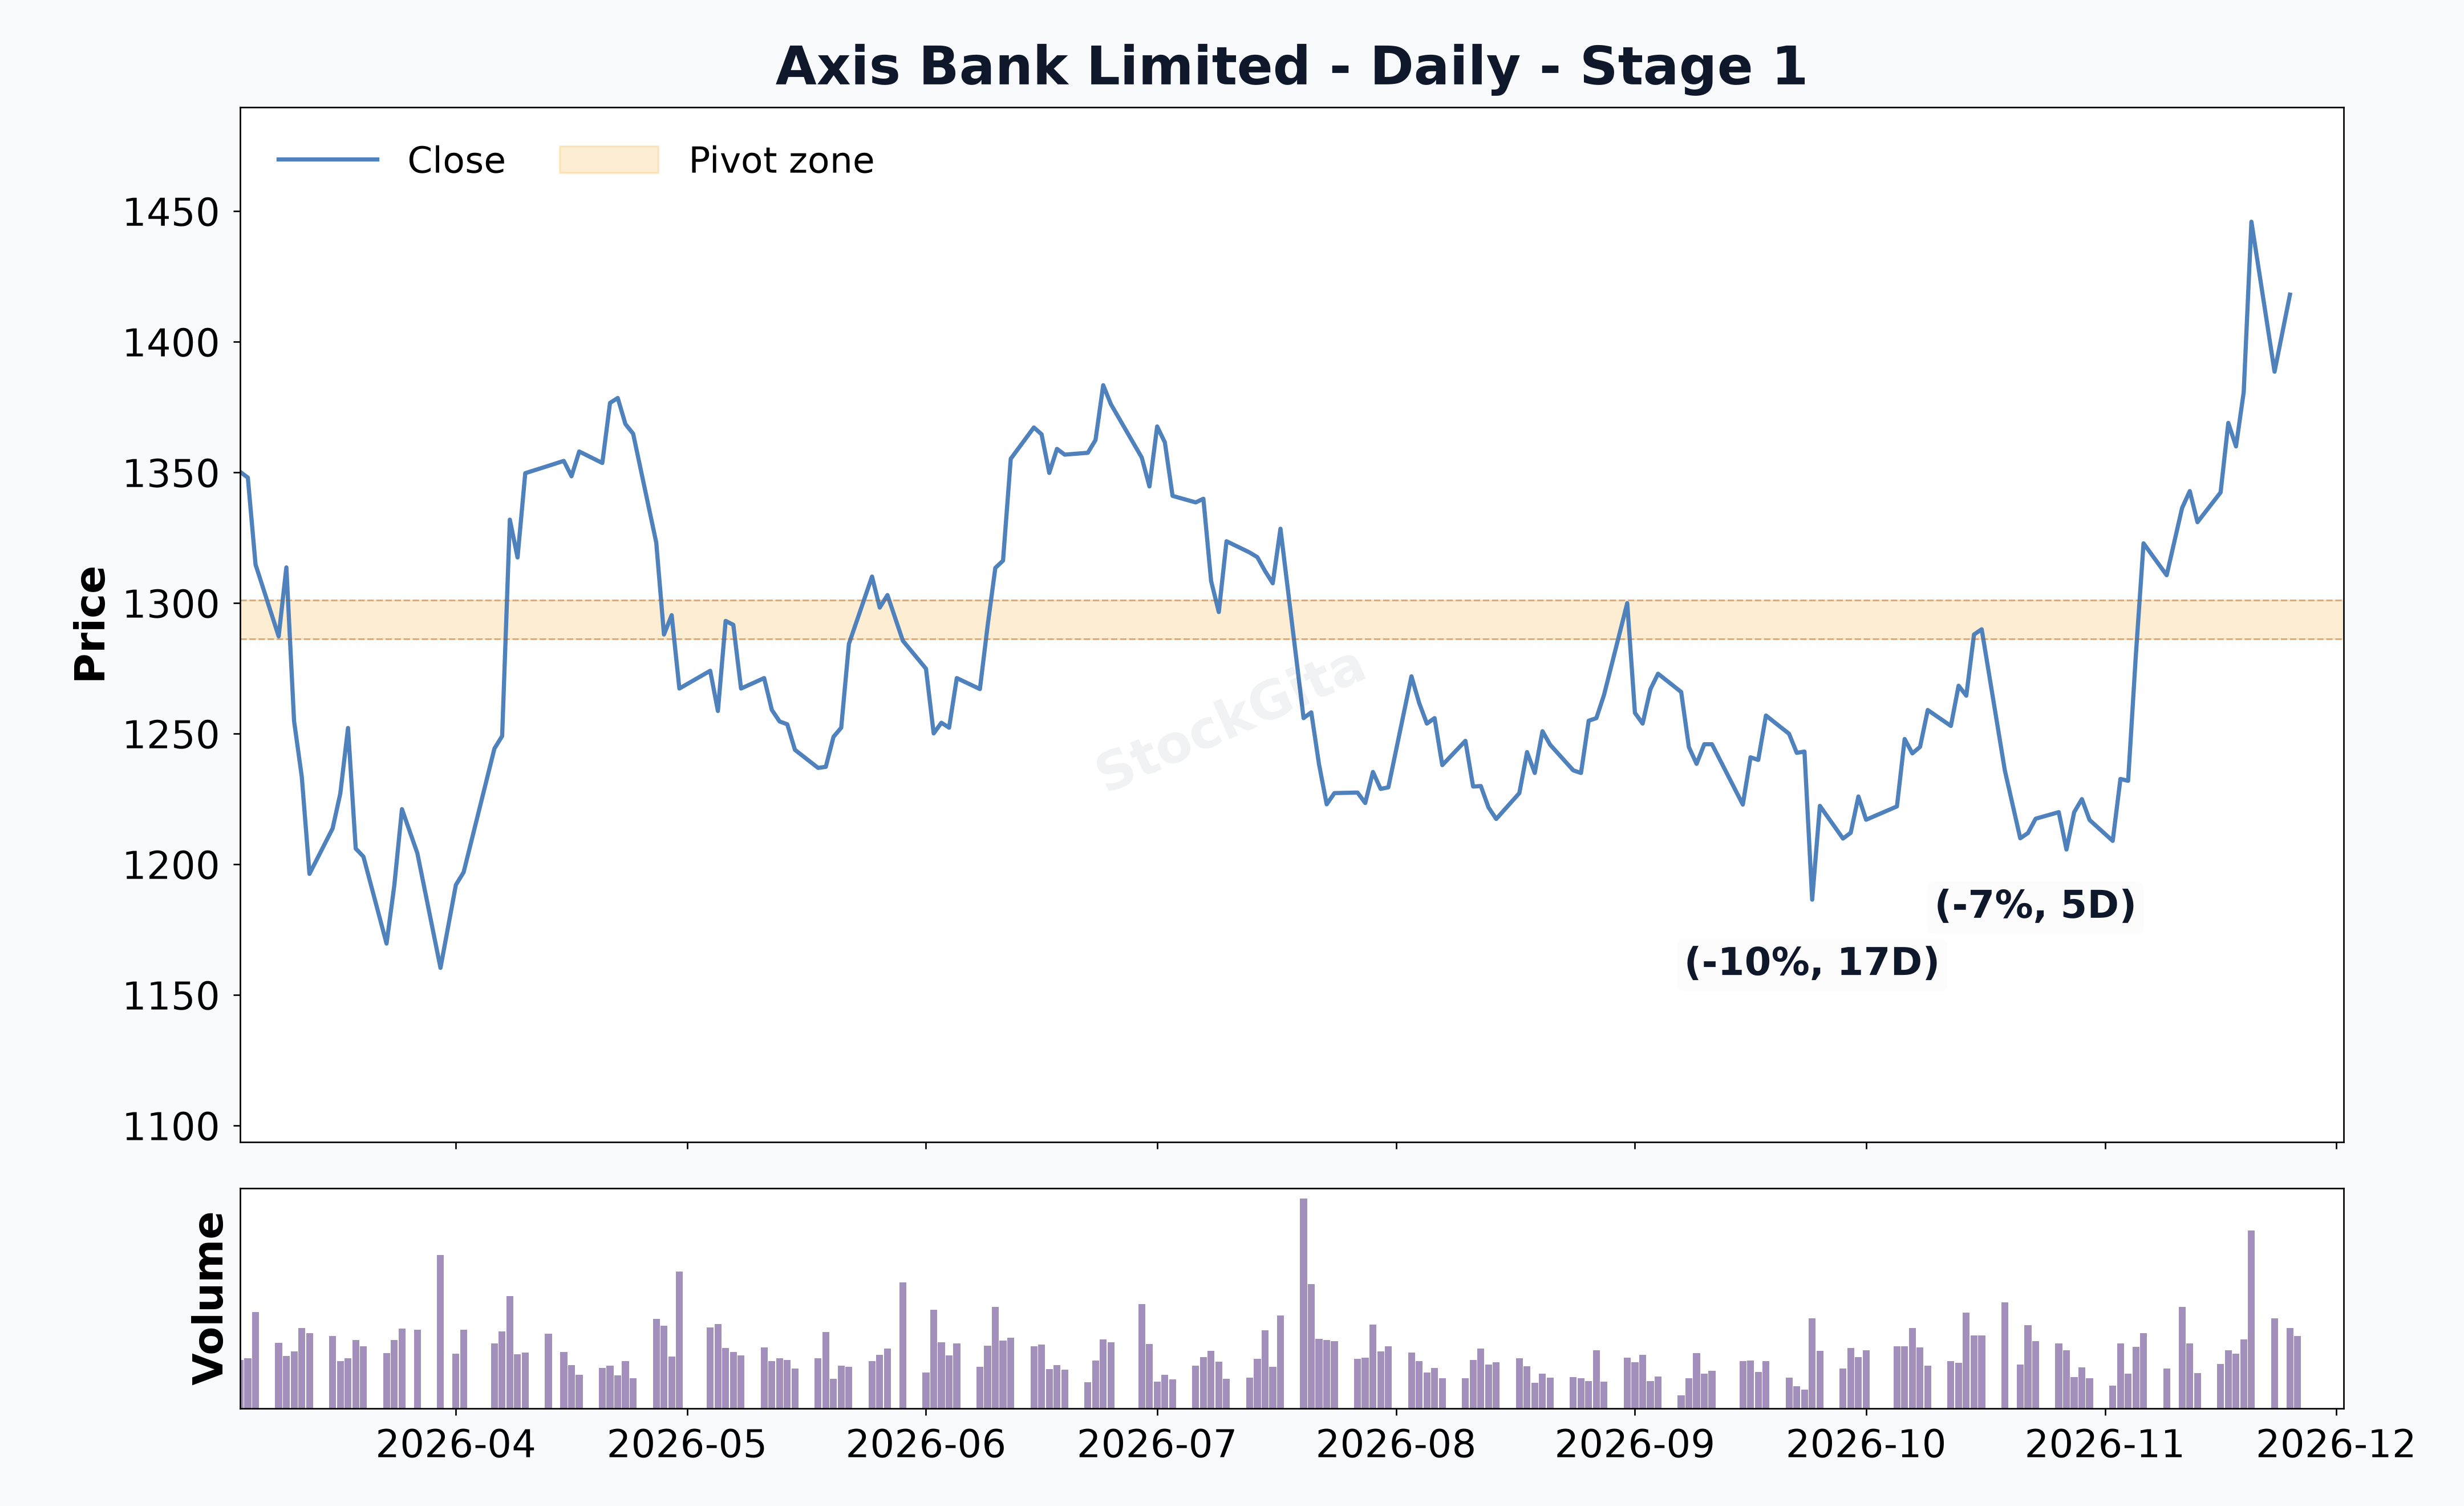 Axis Bank Limited - Daily - Stage 1
Close
Pivot zone
1450
1400
1350
1300
1250
1200
1150
1100
Price
StockGita
(-7%, 5D)
(-10%, 17D)
Volume
2026-04
2026-05
2026-06
2026-07
2026-08
2026-09
2026-10
2026-11
2026-12